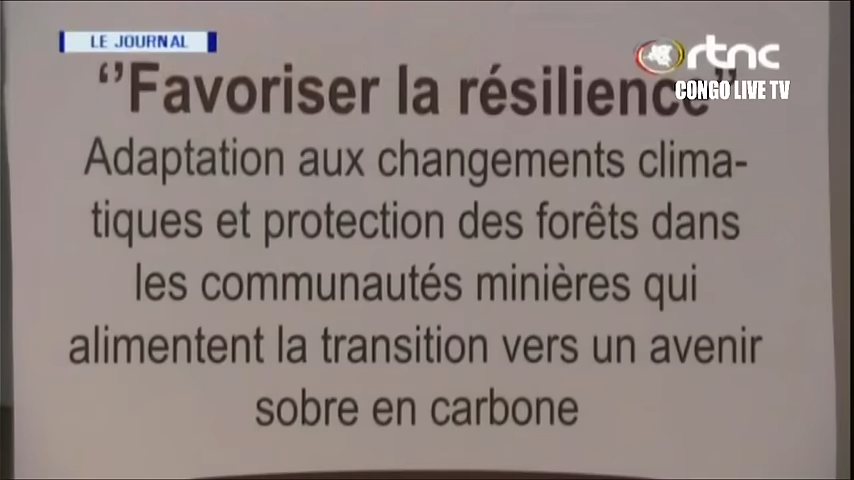 LE JOURNAL
rtnc
CONGO LIVE TV
‘’Favoriser la résilience’’
Adaptation aux changements clima-
tiques et protection des forêts dans
les communautés minières qui
alimentent la transition vers un avenir
sobre en carbone